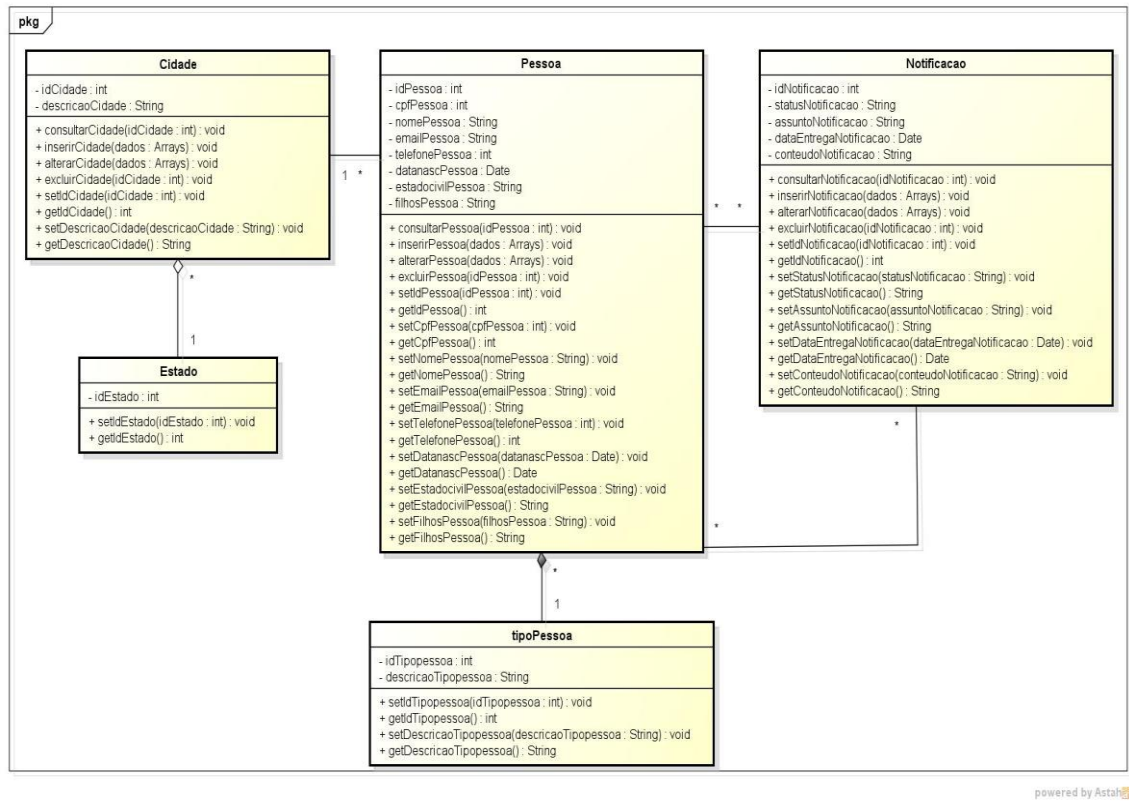 pkg
Cidade
- idCidade : int
- descricaoCidade : String
+ consultarCidade(idCidade : int) : void
+ inserirCidade(dados : Arrays) : void
+ alterarCidade(dados : Arrays) : void
+ excluirCidade(idCidade : int) : void
+ setIdCidade(idCidade : int) : void
+ getIdCidade() : int
+ setDescricaoCidade(descricaoCidade : String) : void
+ getDescricaoCidade() : String
1 *
*
1
Estado
- idEstado : int
+ setIdEstado(idEstado : int) : void
+ getIdEstado() : int
Pessoa
- idPessoa : int
- cpfPessoa : int
- nomePessoa : String
- emailPessoa : String
- telefonePessoa : int
- datanascPessoa : Date
- estadocivilPessoa : String
- filhosPessoa : String
+ consultarPessoa(idPessoa : int) : void
+ inserirPessoa(dados : Arrays) : void
+ alterarPessoa(dados : Arrays) : void
+ excluirPessoa(idPessoa : int) : void
+ setIdPessoa(idPessoa : int) : void
+ getIdPessoa() : int
+ setCpfPessoa(cpfPessoa : int) : void
+ getCpfPessoa() : int
+ setNomePessoa(nomePessoa : String) : void
+ getNomePessoa() : String
+ setEmailPessoa(emailPessoa : String) : void
+ getEmailPessoa() : String
+ setTelefonePessoa(telefonePessoa : int) : void
+ getTelefonePessoa() : int
+ setDatanascPessoa(datanascPessoa : Date) : void
+ getDatanascPessoa() : Date
+ setEstadocivilPessoa(estadocivilPessoa : String) : void
+ getEstadocivilPessoa() : String
+ setFilhosPessoa(filhosPessoa : String) : void
+ getFilhosPessoa() : String
* *
Notificacao
- idNotificacao : int
- statusNotificacao : String
- assuntoNotificacao : String
- dataEntregaNotificacao : Date
- conteudoNotificacao : String
+ consultarNotificacao(idNotificacao : int) : void
+ inserirNotificacao(dados : Arrays) : void
+ alterarNotificacao(dados : Arrays) : void
+ excluirNotificacao(idNotificacao : int) : void
+ setIdNotificacao(idNotificacao : int) : void
+ getIdNotificacao() : int
+ setStatusNotificacao(statusNotificacao : String) : void
+ getStatusNotificacao() : String
+ setAssuntoNotificacao(assuntoNotificacao : String) : void
+ getAssuntoNotificacao() : String
+ setDataEntregaNotificacao(dataEntregaNotificacao : Date) : void
+ getDataEntregaNotificacao() : Date
+ setConteudoNotificacao(conteudoNotificacao : String) : void
+ getConteudoNotificacao() : String
*
*
*
1
tipoPessoa
- idTipopessoa : int
- descricaoTipopessoa : String
+ setIdTipopessoa(idTipopessoa : int) : void
+ getIdTipopessoa() : int
+ setDescricaoTipopessoa(descricaoTipopessoa : String) : void
+ getDescricaoTipopessoa() : String
powered by Astah